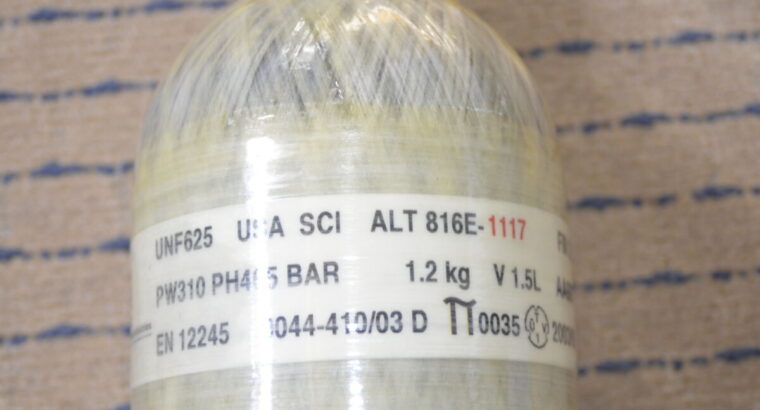 UNF625 USA SCI ALT 816E-1117
PW310 PH465 BAR 1.2 kg V 1.5L
EN 12245 0044-410/03 D π 0035